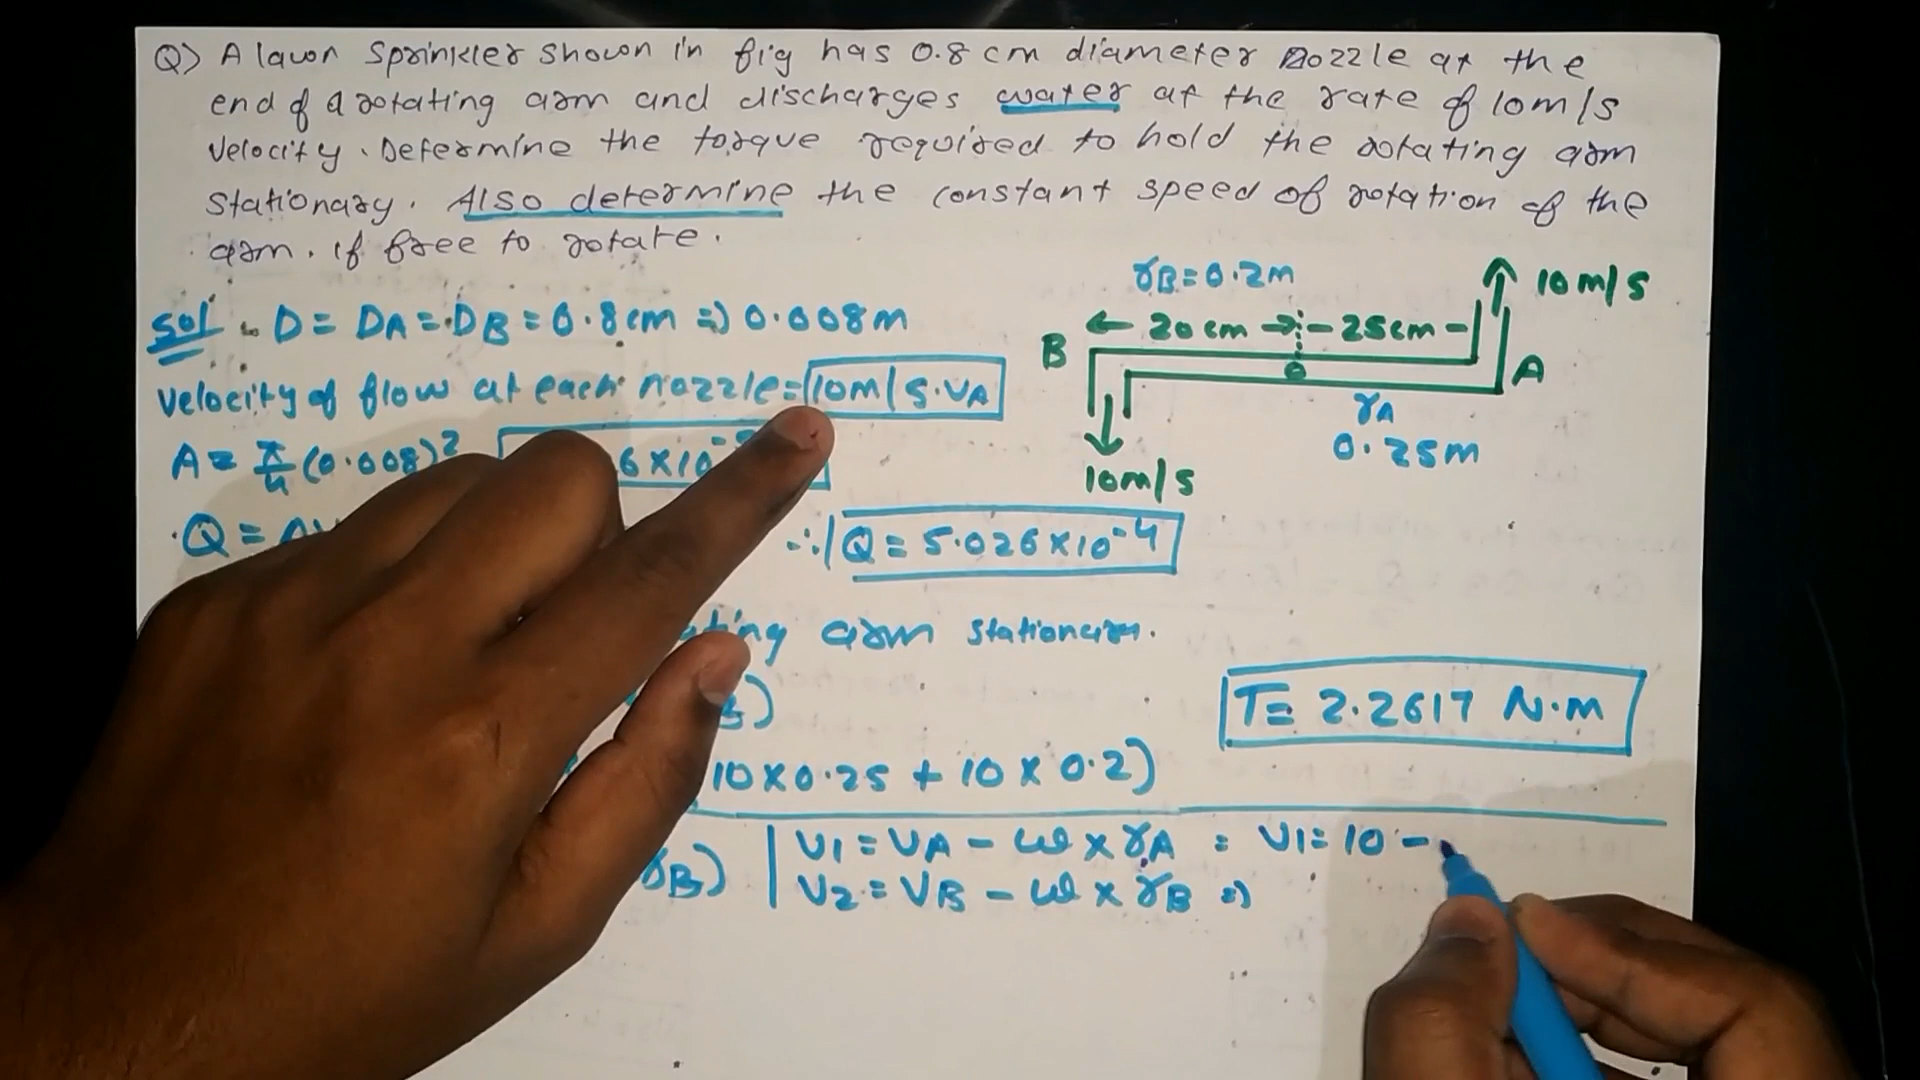 Q) A lawn sprinkler shown in fig has 0.8 cm diameter nozzle at the
end of a rotating arm and discharges water at the rate of 10m/s
velocity. Determine the torque required to hold the rotating arm
stationary. Also determine the constant speed of rotation of the
arm. if free to rotate.
Sol. D = DA = DB = 0.8cm => 0.008m
velocity of flow at each nozzle = 10m/s. VA
A = π/4 (0.008)²
6×10
Q = A
∴ Q = 5.026×10⁻⁴
arm stationary.
T = 2.2617 N.m
10×0.25 + 10×0.2)
rB) | V1 = VA - ω × rA = V1 = 10 -
V2 = VB - ω × rB =>
rB = 0.2m
10m/s
20cm 25cm
B
A
rA
0.25m
10m/s